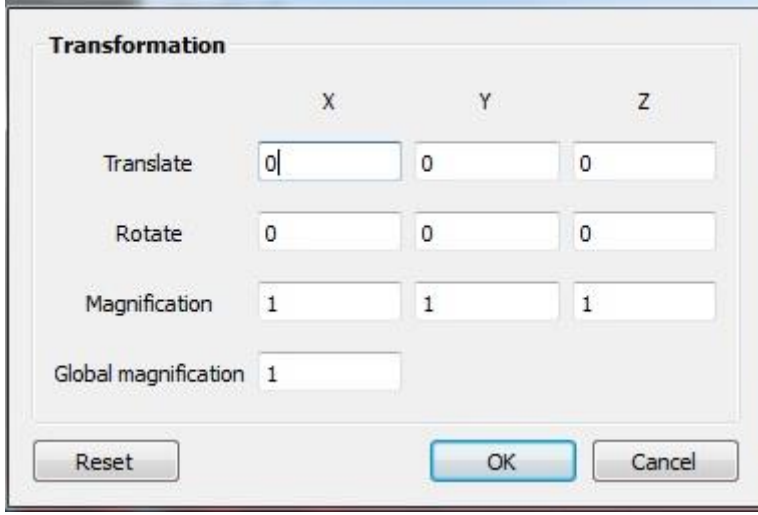 Transformation
X Y Z
Translate 0 0 0
Rotate 0 0 0
Magnification 1 1 1
Global magnification 1
Reset OK Cancel